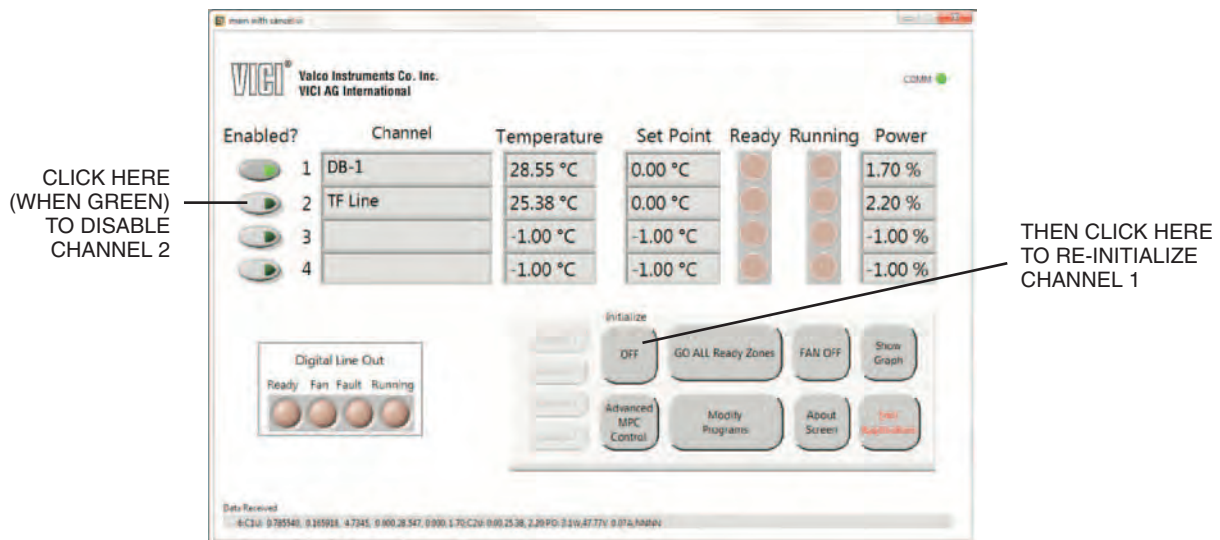 main with
VICI®
Valco Instruments Co. Inc.
VICI AG International
COMM
Enabled? Channel Temperature Set Point Ready Running Power
1 DB-1 28.55 °C 0.00 °C 1.70 %
2 TF Line 25.38 °C 0.00 °C 2.20 %
3 -1.00 °C -1.00 °C -1.00 %
4 -1.00 °C -1.00 °C -1.00 %
CLICK HERE
(WHEN GREEN)
TO DISABLE
CHANNEL 2
THEN CLICK HERE
TO RE-INITIALIZE
CHANNEL 1
Initialize
OFF
GO ALL Ready Zones
FAN OFF
Show
Graph
Advanced
MPC
Control
Modify
Programs
About
Screen
Digital Line Out
Ready Fan Fault Running
Data Received